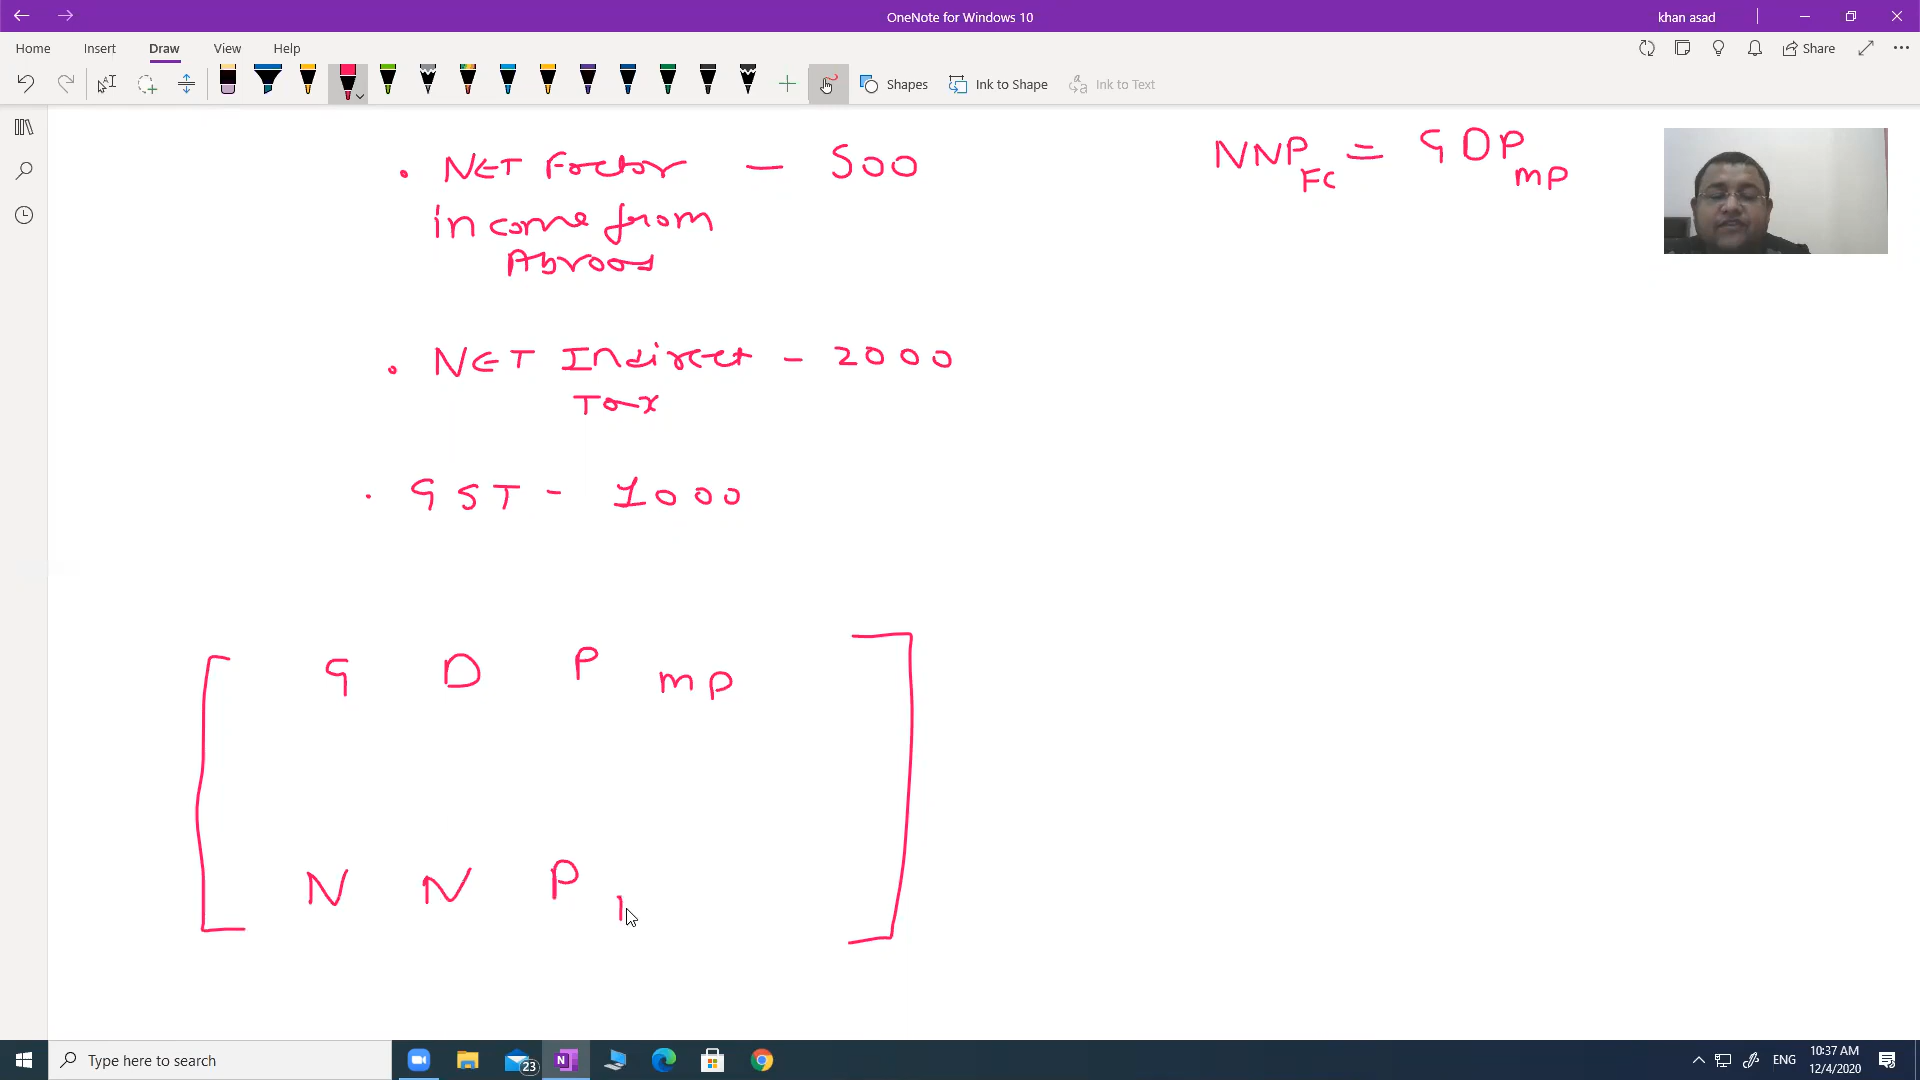 OneNote for Windows 10
khan asad
Home Insert Draw View Help
Share
Shapes
Ink to Shape
Ink to Text
. NET Factor - 500
income from
Abroad
NNP FC = GDP mp
. NET Indirect - 2000
Tax
. GST - 1000
G D P mp
N N P
Type here to search
23
ENG
10:37 AM
12/4/2020